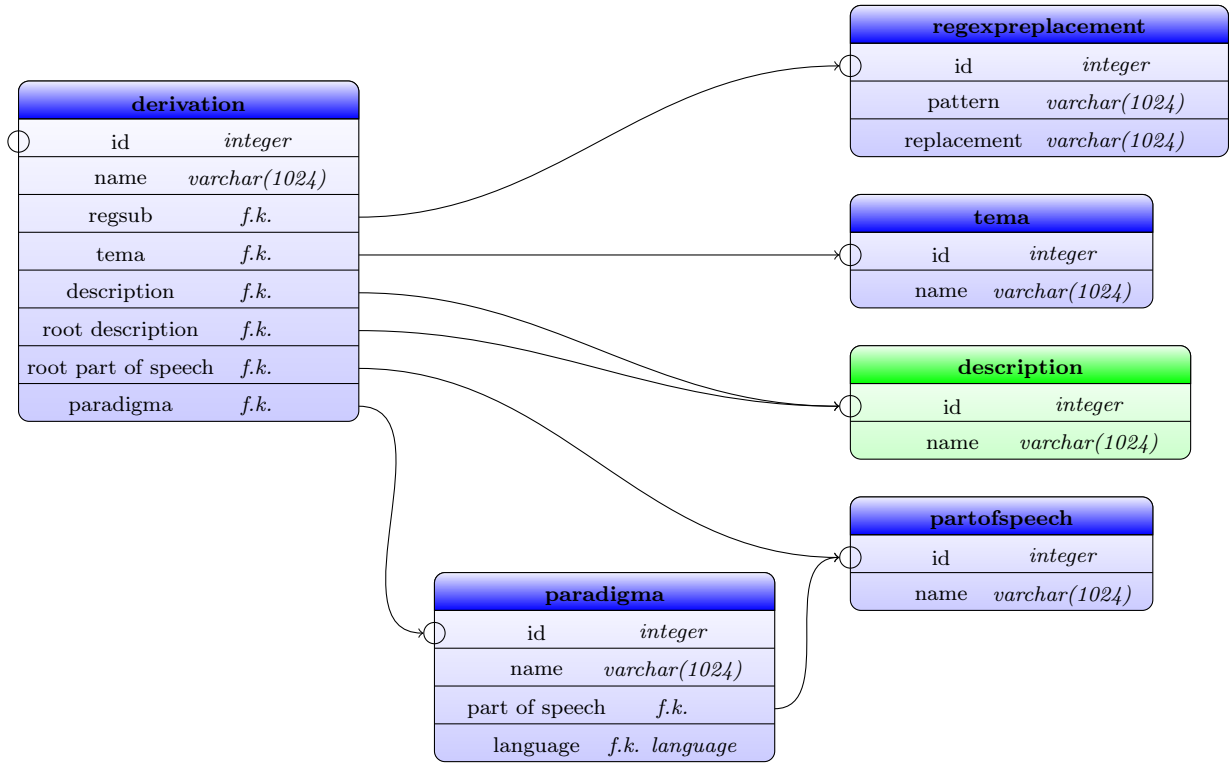 derivation
id integer
name varchar(1024)
regsub f.k.
tema f.k.
description f.k.
root description f.k.
root part of speech f.k.
paradigma f.k.
regexpreplacement
id integer
pattern varchar(1024)
replacement varchar(1024)
tema
id integer
name varchar(1024)
description
id integer
name varchar(1024)
partofspeech
id integer
name varchar(1024)
paradigma
id integer
name varchar(1024)
part of speech f.k.
language f.k. language